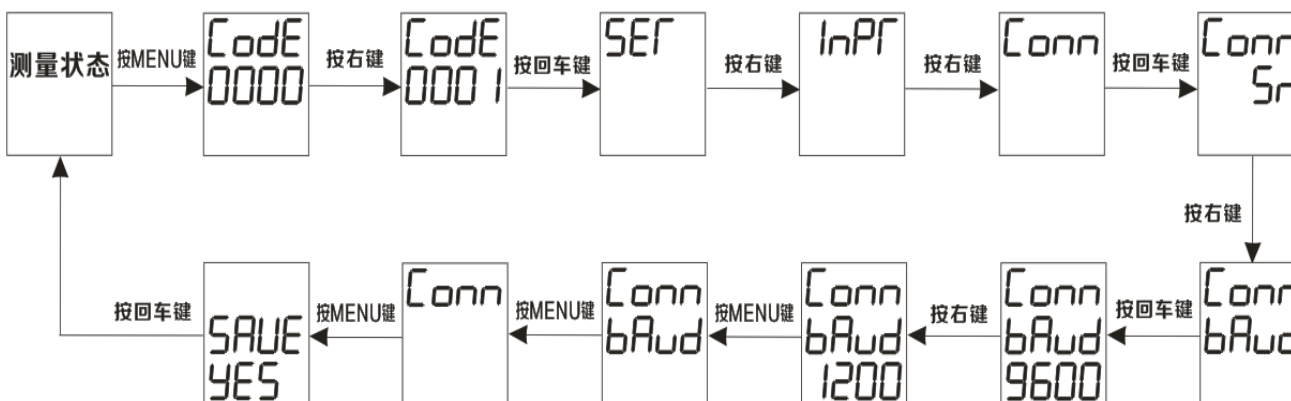 测量状态
按MENU键
CodE
0000
按右键
CodE
0001
按回车键
SET
按右键
InPT
按右键
Conn
按回车键
Conn
Sn
按右键
Conn
bAud
按回车键
Conn
bAud
9600
按右键
Conn
bAud
1200
按MENU键
Conn
bAud
按MENU键
Conn
按MENU键
SAVE
YES
按回车键